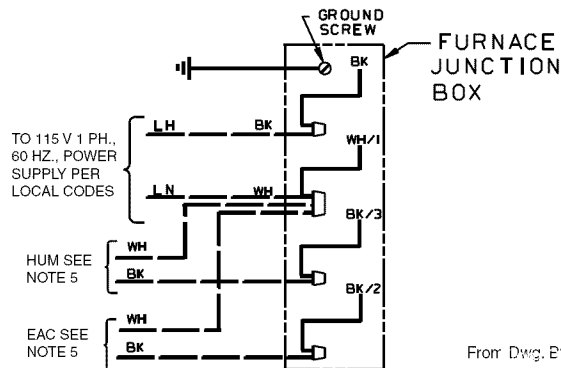 GROUND
SCREW
FURNACE
JUNCTION
BOX
BK
TO 115 V 1 PH.,
60 HZ., POWER
SUPPLY PER
LOCAL CODES
LH
BK
WH/1
LN
WH
BK/3
HUM SEE
NOTE 5
WH
BK
BK/2
EAC SEE
NOTE 5
WH
BK
From Dwg.